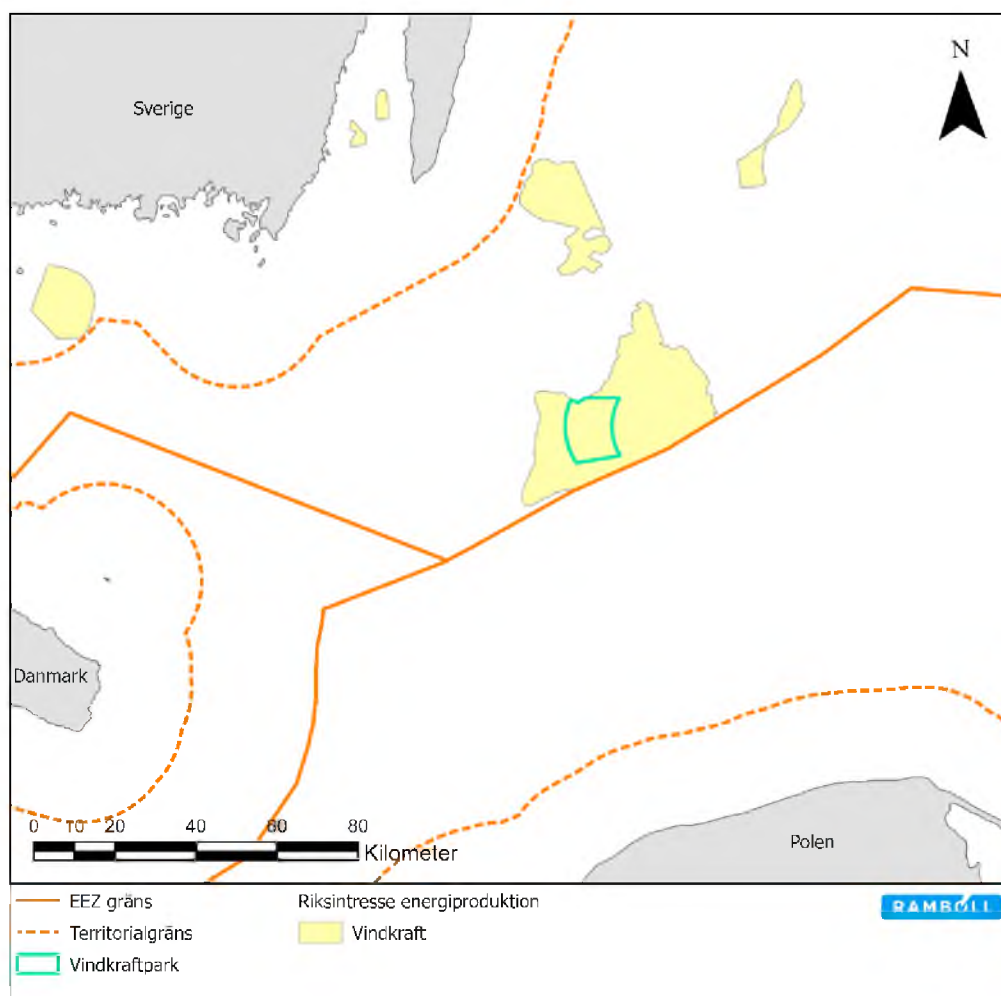 N
Sverige
Danmark
0 10 20 40 60 80
Kilometer
Polen
EEZ gräns
Territorialgräns
Vindkraftpark
Riksintresse energiproduktion
Vindkraft
RAMBOLL